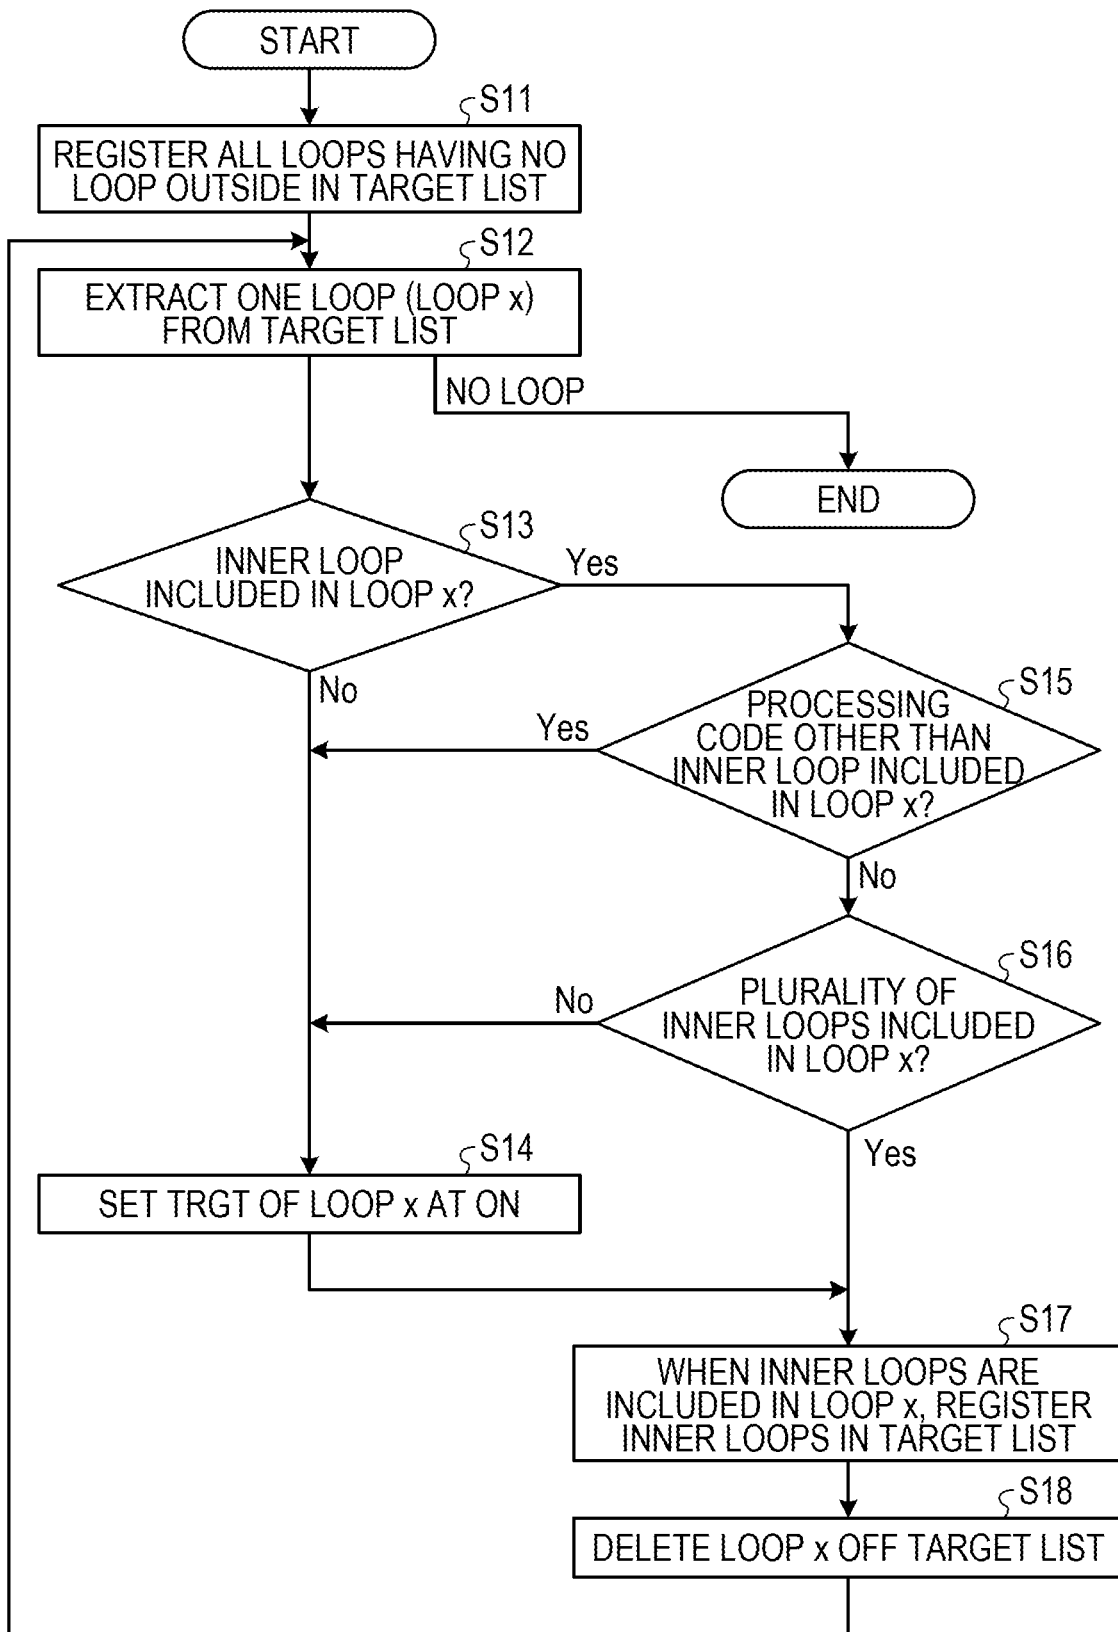 START
S11
REGISTER ALL LOOPS HAVING NO
LOOP OUTSIDE IN TARGET LIST
S12
EXTRACT ONE LOOP (LOOP x)
FROM TARGET LIST
NO LOOP
END
S13
INNER LOOP
INCLUDED IN LOOP x?
Yes
No
S15
PROCESSING
CODE OTHER THAN
INNER LOOP INCLUDED
IN LOOP x?
Yes
No
S16
PLURALITY OF
INNER LOOPS INCLUDED
IN LOOP x?
No
Yes
S14
SET TRGT OF LOOP x AT ON
S17
WHEN INNER LOOPS ARE
INCLUDED IN LOOP x, REGISTER
INNER LOOPS IN TARGET LIST
S18
DELETE LOOP x OFF TARGET LIST